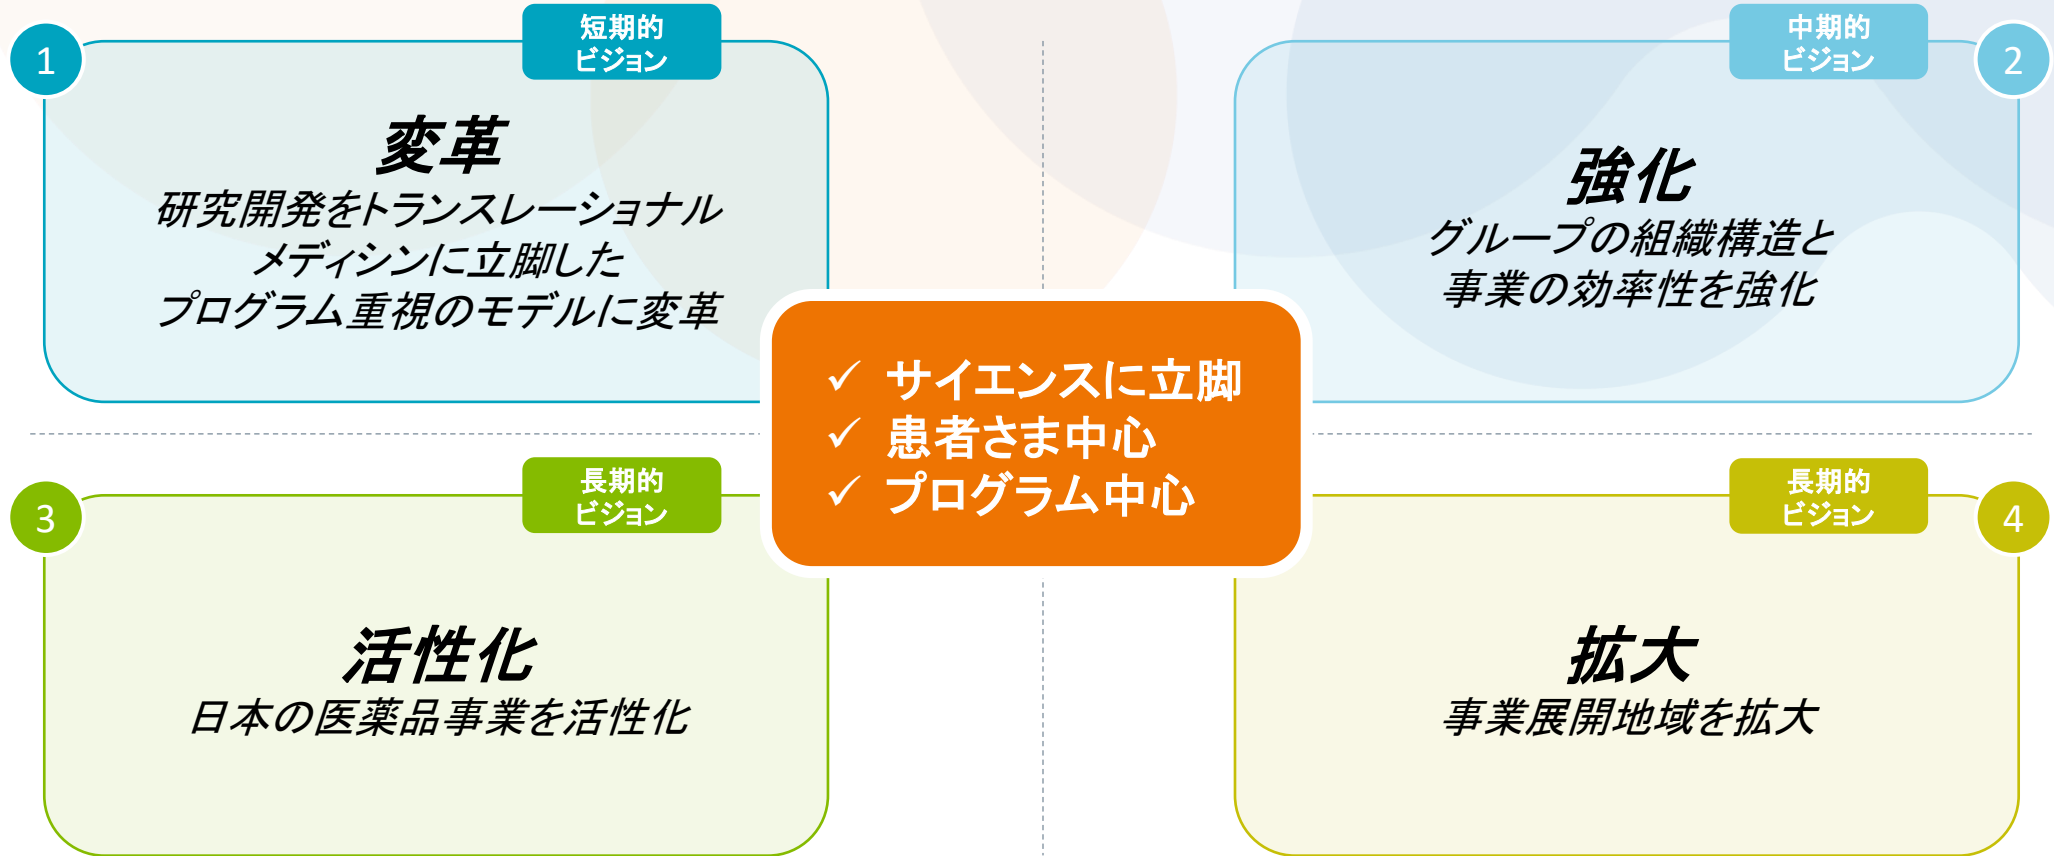 1
短期的
ビジョン
変革
研究開発をトランスレーショナル
メディシンに立脚した
プログラム重視のモデルに変革
2
中期的
ビジョン
強化
グループの組織構造と
事業の効率性を強化
✓ サイエンスに立脚
✓ 患者さま中心
✓ プログラム中心
3
長期的
ビジョン
活性化
日本の医薬品事業を活性化
4
長期的
ビジョン
拡大
事業展開地域を拡大